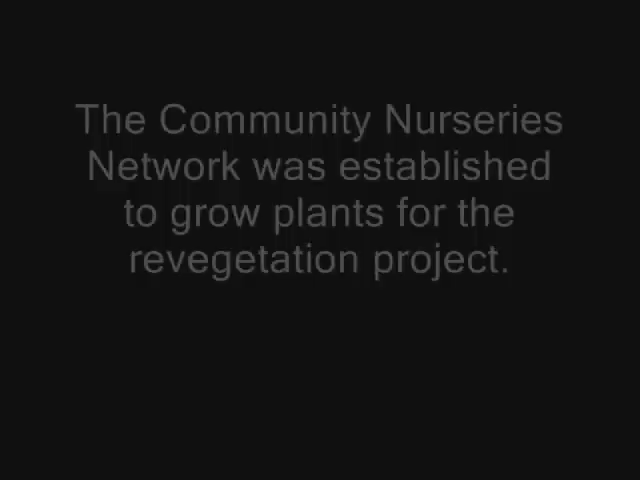 The Community Nurseries
Network was established
to grow plants for the
revegetation project.